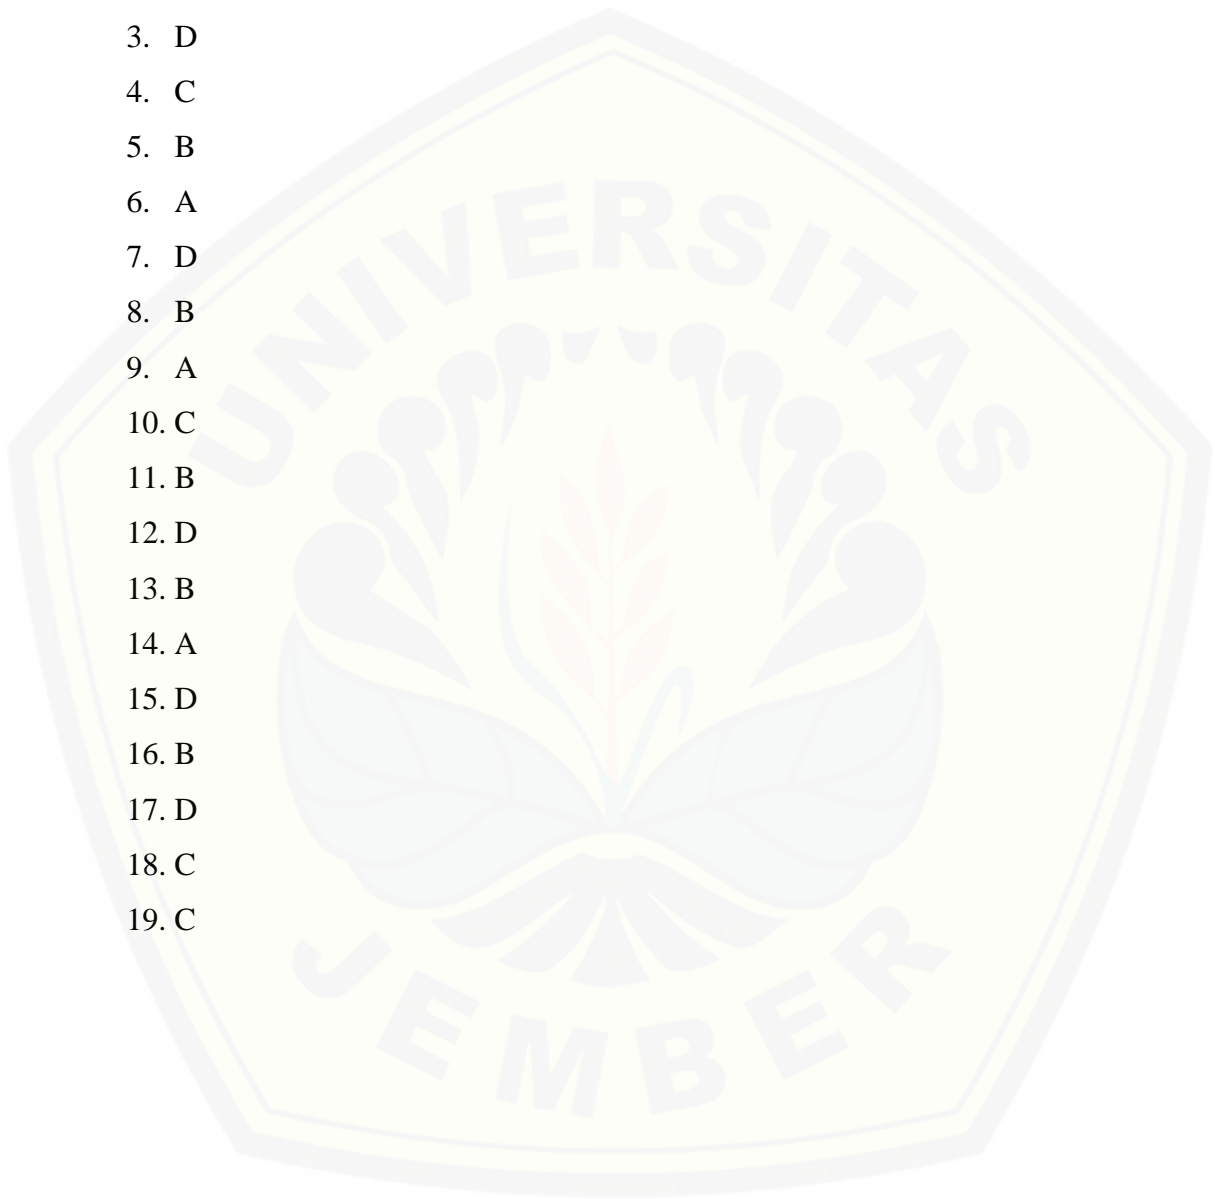 3. D
4. C
5. B
6. A
7. D
8. B
9. A
10. C
11. B
12. D
13. B
14. A
15. D
16. B
17. D
18. C
19. C
UNIVERSITAS
JEMBER